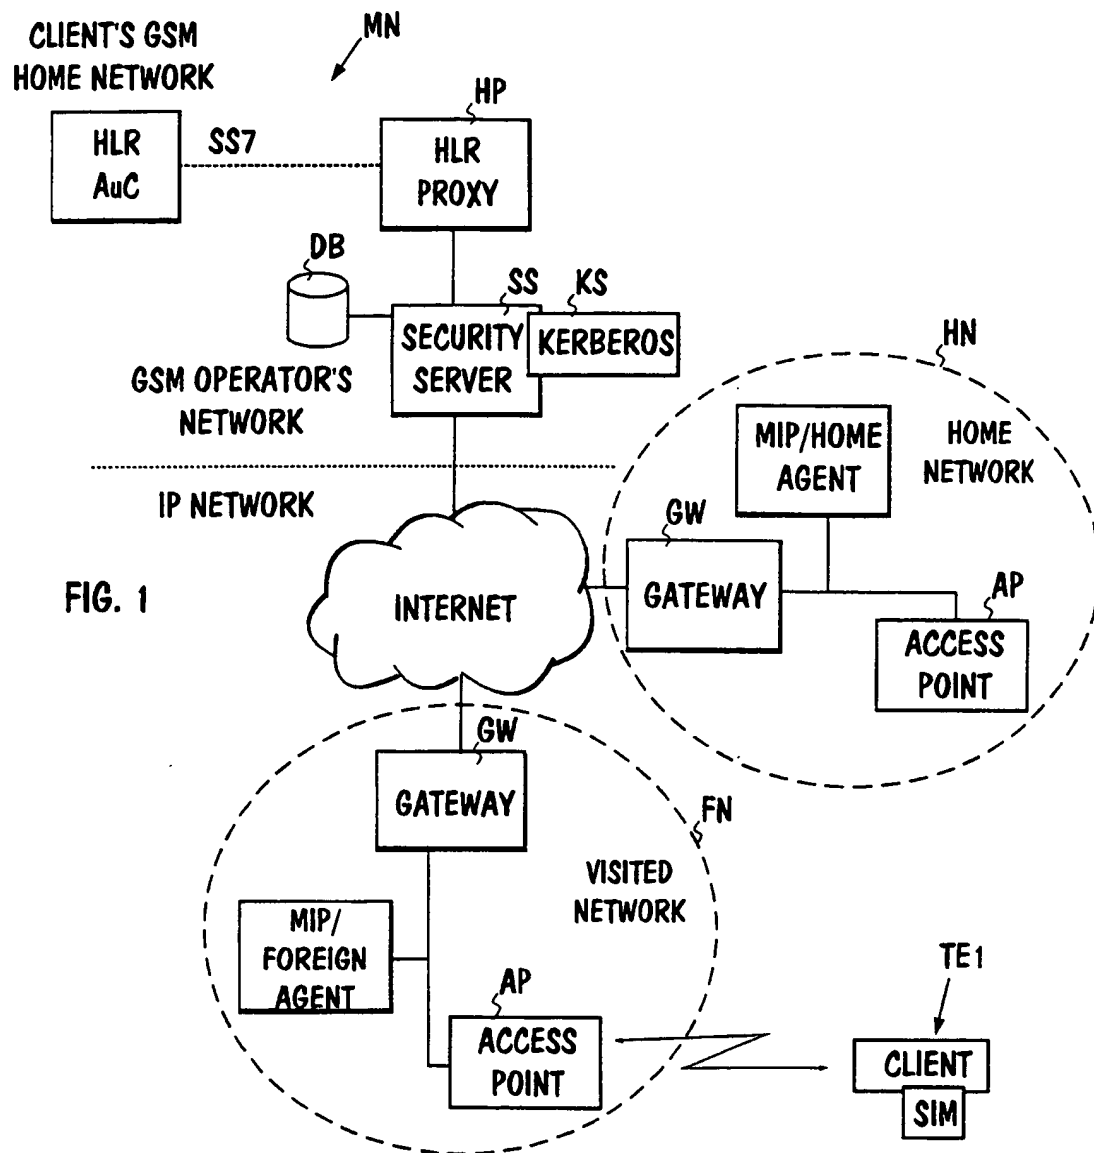 CLIENT'S GSM
HOME NETWORK
MN
HLR
AuC
SS7
HP
HLR
PROXY
DB
SS
KS
SECURITY
SERVER
KERBEROS
GSM OPERATOR'S
NETWORK
IP NETWORK
HN
MIP/HOME
AGENT
HOME
NETWORK
GW
GATEWAY
AP
ACCESS
POINT
FIG. 1
INTERNET
GW
GATEWAY
FN
VISITED
NETWORK
MIP/
FOREIGN
AGENT
AP
ACCESS
POINT
TE1
CLIENT
SIM